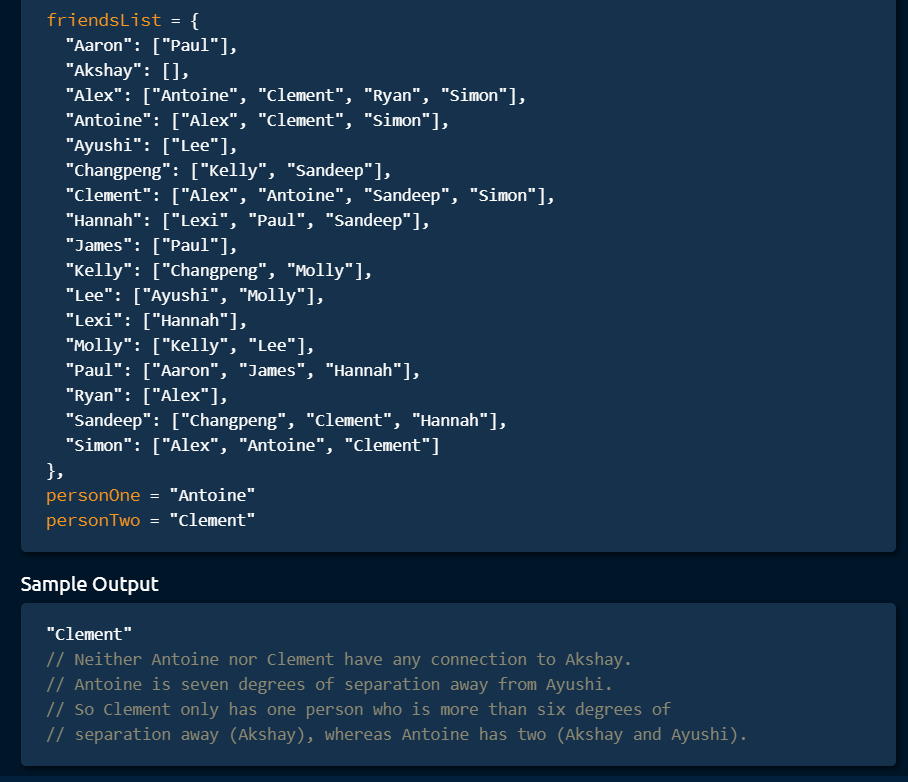 friendsList = {
  "Aaron": ["Paul"],
  "Akshay": [],
  "Alex": ["Antoine", "Clement", "Ryan", "Simon"],
  "Antoine": ["Alex", "Clement", "Simon"],
  "Ayushi": ["Lee"],
  "Changpeng": ["Kelly", "Sandeep"],
  "Clement": ["Alex", "Antoine", "Sandeep", "Simon"],
  "Hannah": ["Lexi", "Paul", "Sandeep"],
  "James": ["Paul"],
  "Kelly": ["Changpeng", "Molly"],
  "Lee": ["Ayushi", "Molly"],
  "Lexi": ["Hannah"],
  "Molly": ["Kelly", "Lee"],
  "Paul": ["Aaron", "James", "Hannah"],
  "Ryan": ["Alex"],
  "Sandeep": ["Changpeng", "Clement", "Hannah"],
  "Simon": ["Alex", "Antoine", "Clement"]
},
personOne = "Antoine"
personTwo = "Clement"
Sample Output
"Clement"
// Neither Antoine nor Clement have any connection to Akshay.
// Antoine is seven degrees of separation away from Ayushi.
// So Clement only has one person who is more than six degrees of
// separation away (Akshay), whereas Antoine has two (Akshay and Ayushi).